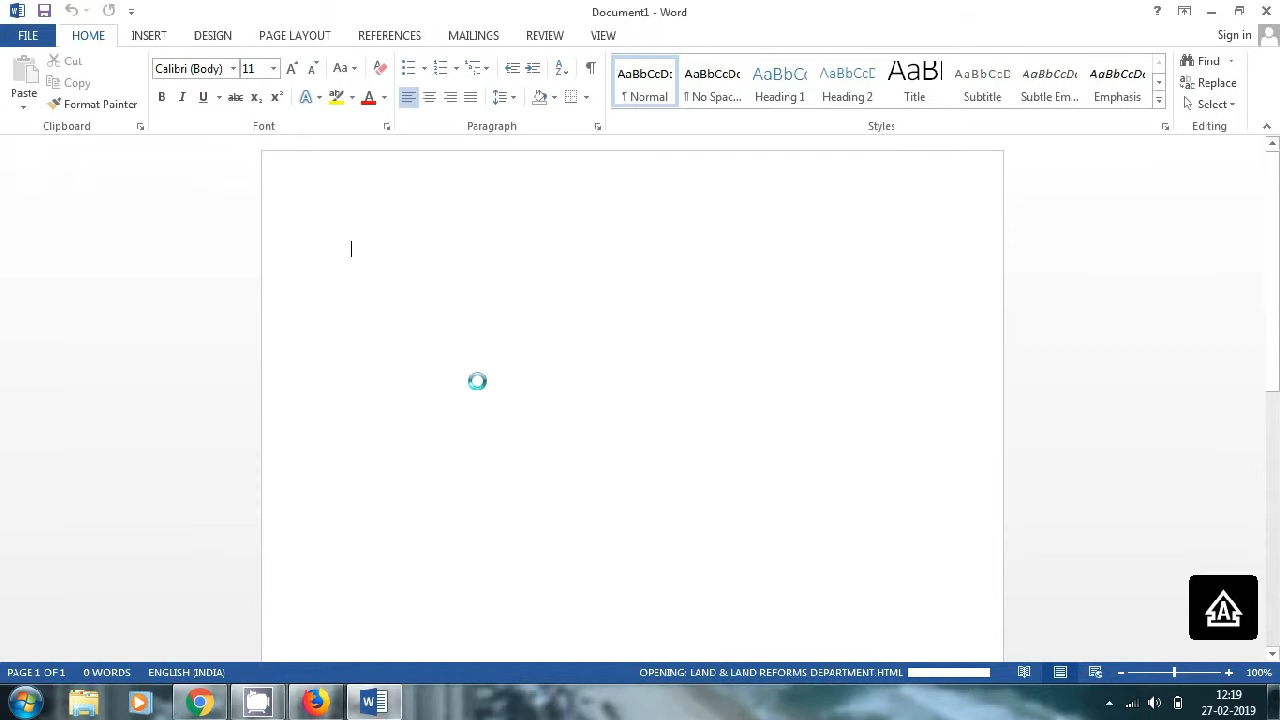 Document1 - Word
?
Sign in
FILE HOME INSERT DESIGN PAGE LAYOUT REFERENCES MAILINGS REVIEW VIEW
Paste
Cut
Copy
Format Painter
Clipboard
Calibri (Body) 11
Font
Paragraph
AaBbCcDc AaBbCcDc AaBbCc AaBbCcD AaBl AaBbCcD AaBbCcDc AaBbCcDc
¶ Normal ¶ No Spac... Heading 1 Heading 2 Title Subtitle Subtle Em... Emphasis
Styles
Find
Replace
Select
Editing
PAGE 1 OF 1 0 WORDS ENGLISH (INDIA) OPENING: LAND & LAND REFORMS DEPARTMENT.HTML 100%
12:19
27-02-2019